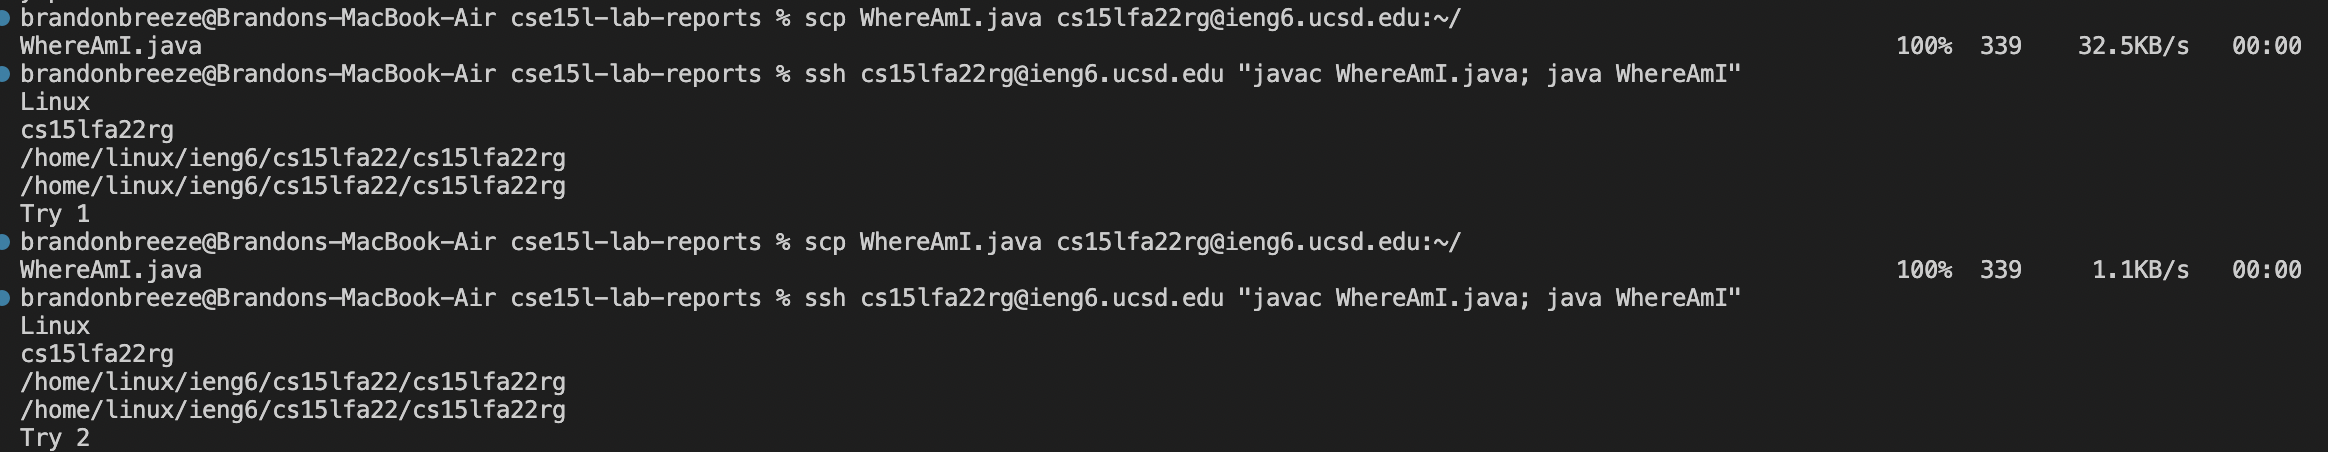 brandonbreeze@Brandons-MacBook-Air cse15l-lab-reports % scp WhereAmI.java cs15lfa22rg@ieng6.ucsd.edu:~/
WhereAmI.java 100% 339 32.5KB/s 00:00
brandonbreeze@Brandons-MacBook-Air cse15l-lab-reports % ssh cs15lfa22rg@ieng6.ucsd.edu "javac WhereAmI.java; java WhereAmI"
Linux
cs15lfa22rg
/home/linux/ieng6/cs15lfa22/cs15lfa22rg
/home/linux/ieng6/cs15lfa22/cs15lfa22rg
Try 1
brandonbreeze@Brandons-MacBook-Air cse15l-lab-reports % scp WhereAmI.java cs15lfa22rg@ieng6.ucsd.edu:~/
WhereAmI.java 100% 339 1.1KB/s 00:00
brandonbreeze@Brandons-MacBook-Air cse15l-lab-reports % ssh cs15lfa22rg@ieng6.ucsd.edu "javac WhereAmI.java; java WhereAmI"
Linux
cs15lfa22rg
/home/linux/ieng6/cs15lfa22/cs15lfa22rg
/home/linux/ieng6/cs15lfa22/cs15lfa22rg
Try 2